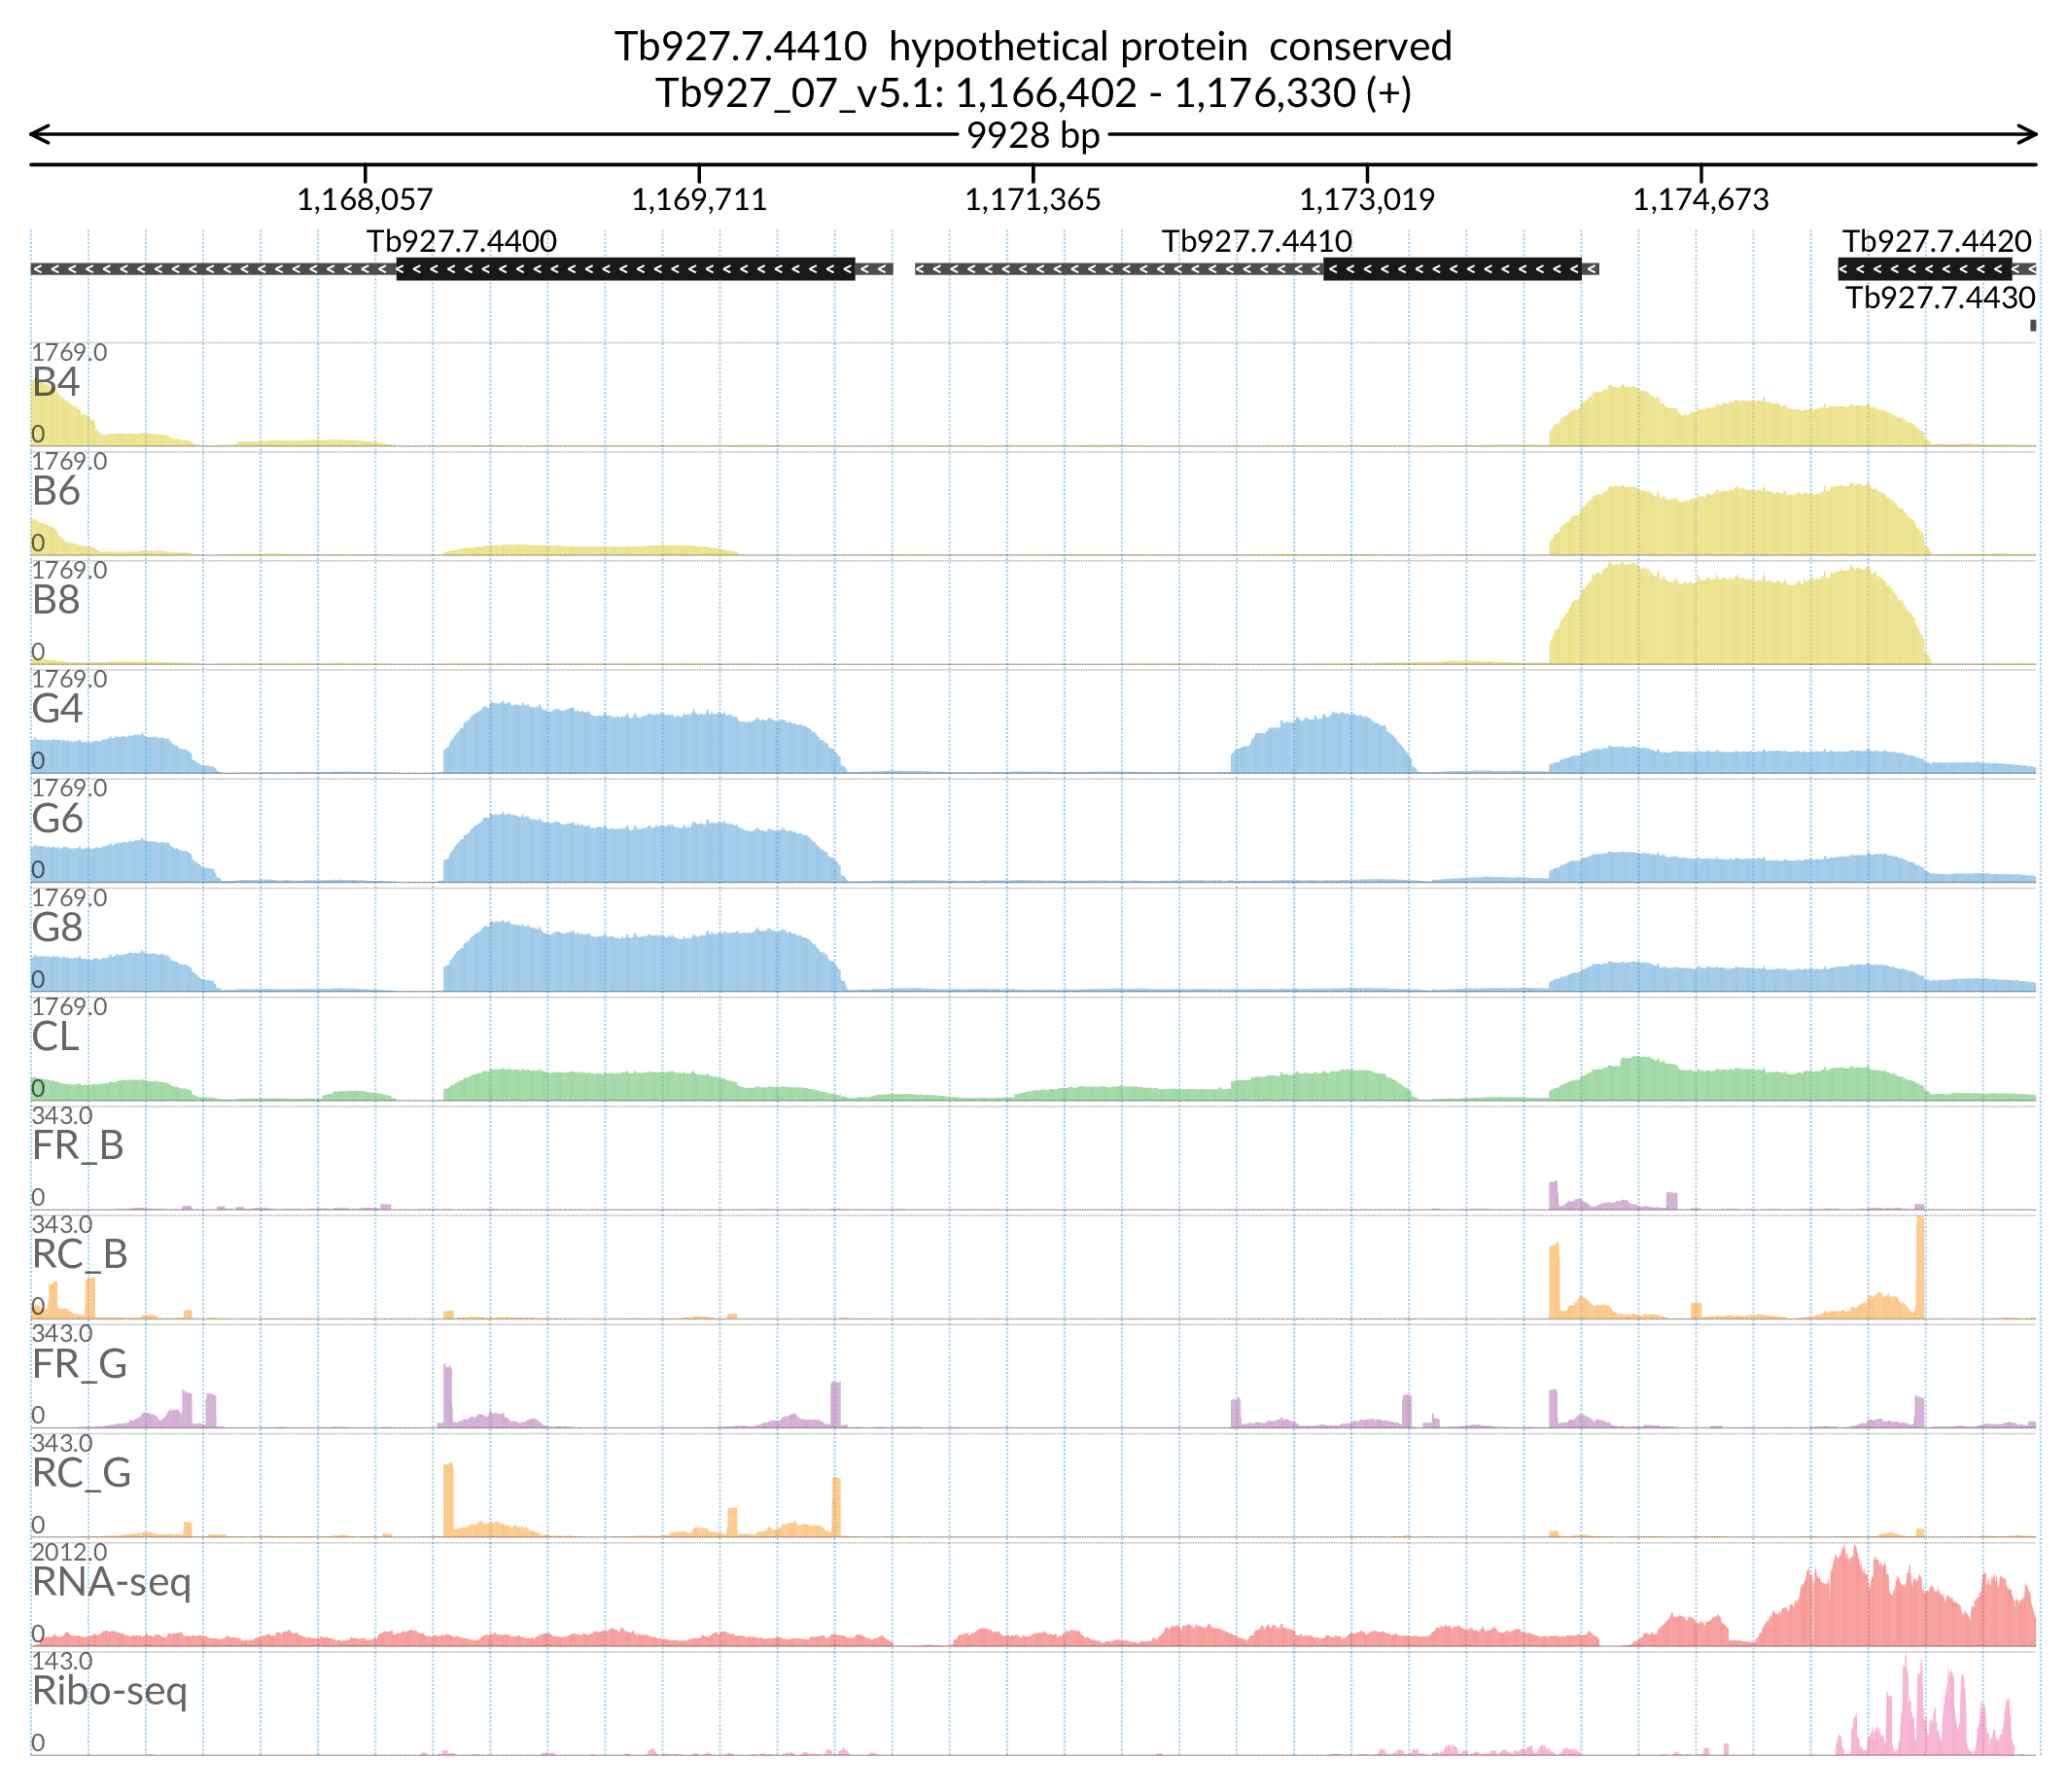 Tb927.7.4410  hypothetical protein  conserved
Tb927_07_v5.1: 1,166,402 - 1,176,330 (+)
9928 bp
1,168,057 1,169,711 1,171,365 1,173,019 1,174,673
Tb927.7.4400 Tb927.7.4410 Tb927.7.4420
Tb927.7.4430
1769.0
B4
0
1769.0
B6
0
1769.0
B8
0
1769.0
G4
0
1769.0
G6
0
1769.0
G8
0
1769.0
CL
0
343.0
FR_B
0
343.0
RC_B
0
343.0
FR_G
0
343.0
RC_G
0
2012.0
RNA-seq
0
143.0
Ribo-seq
0